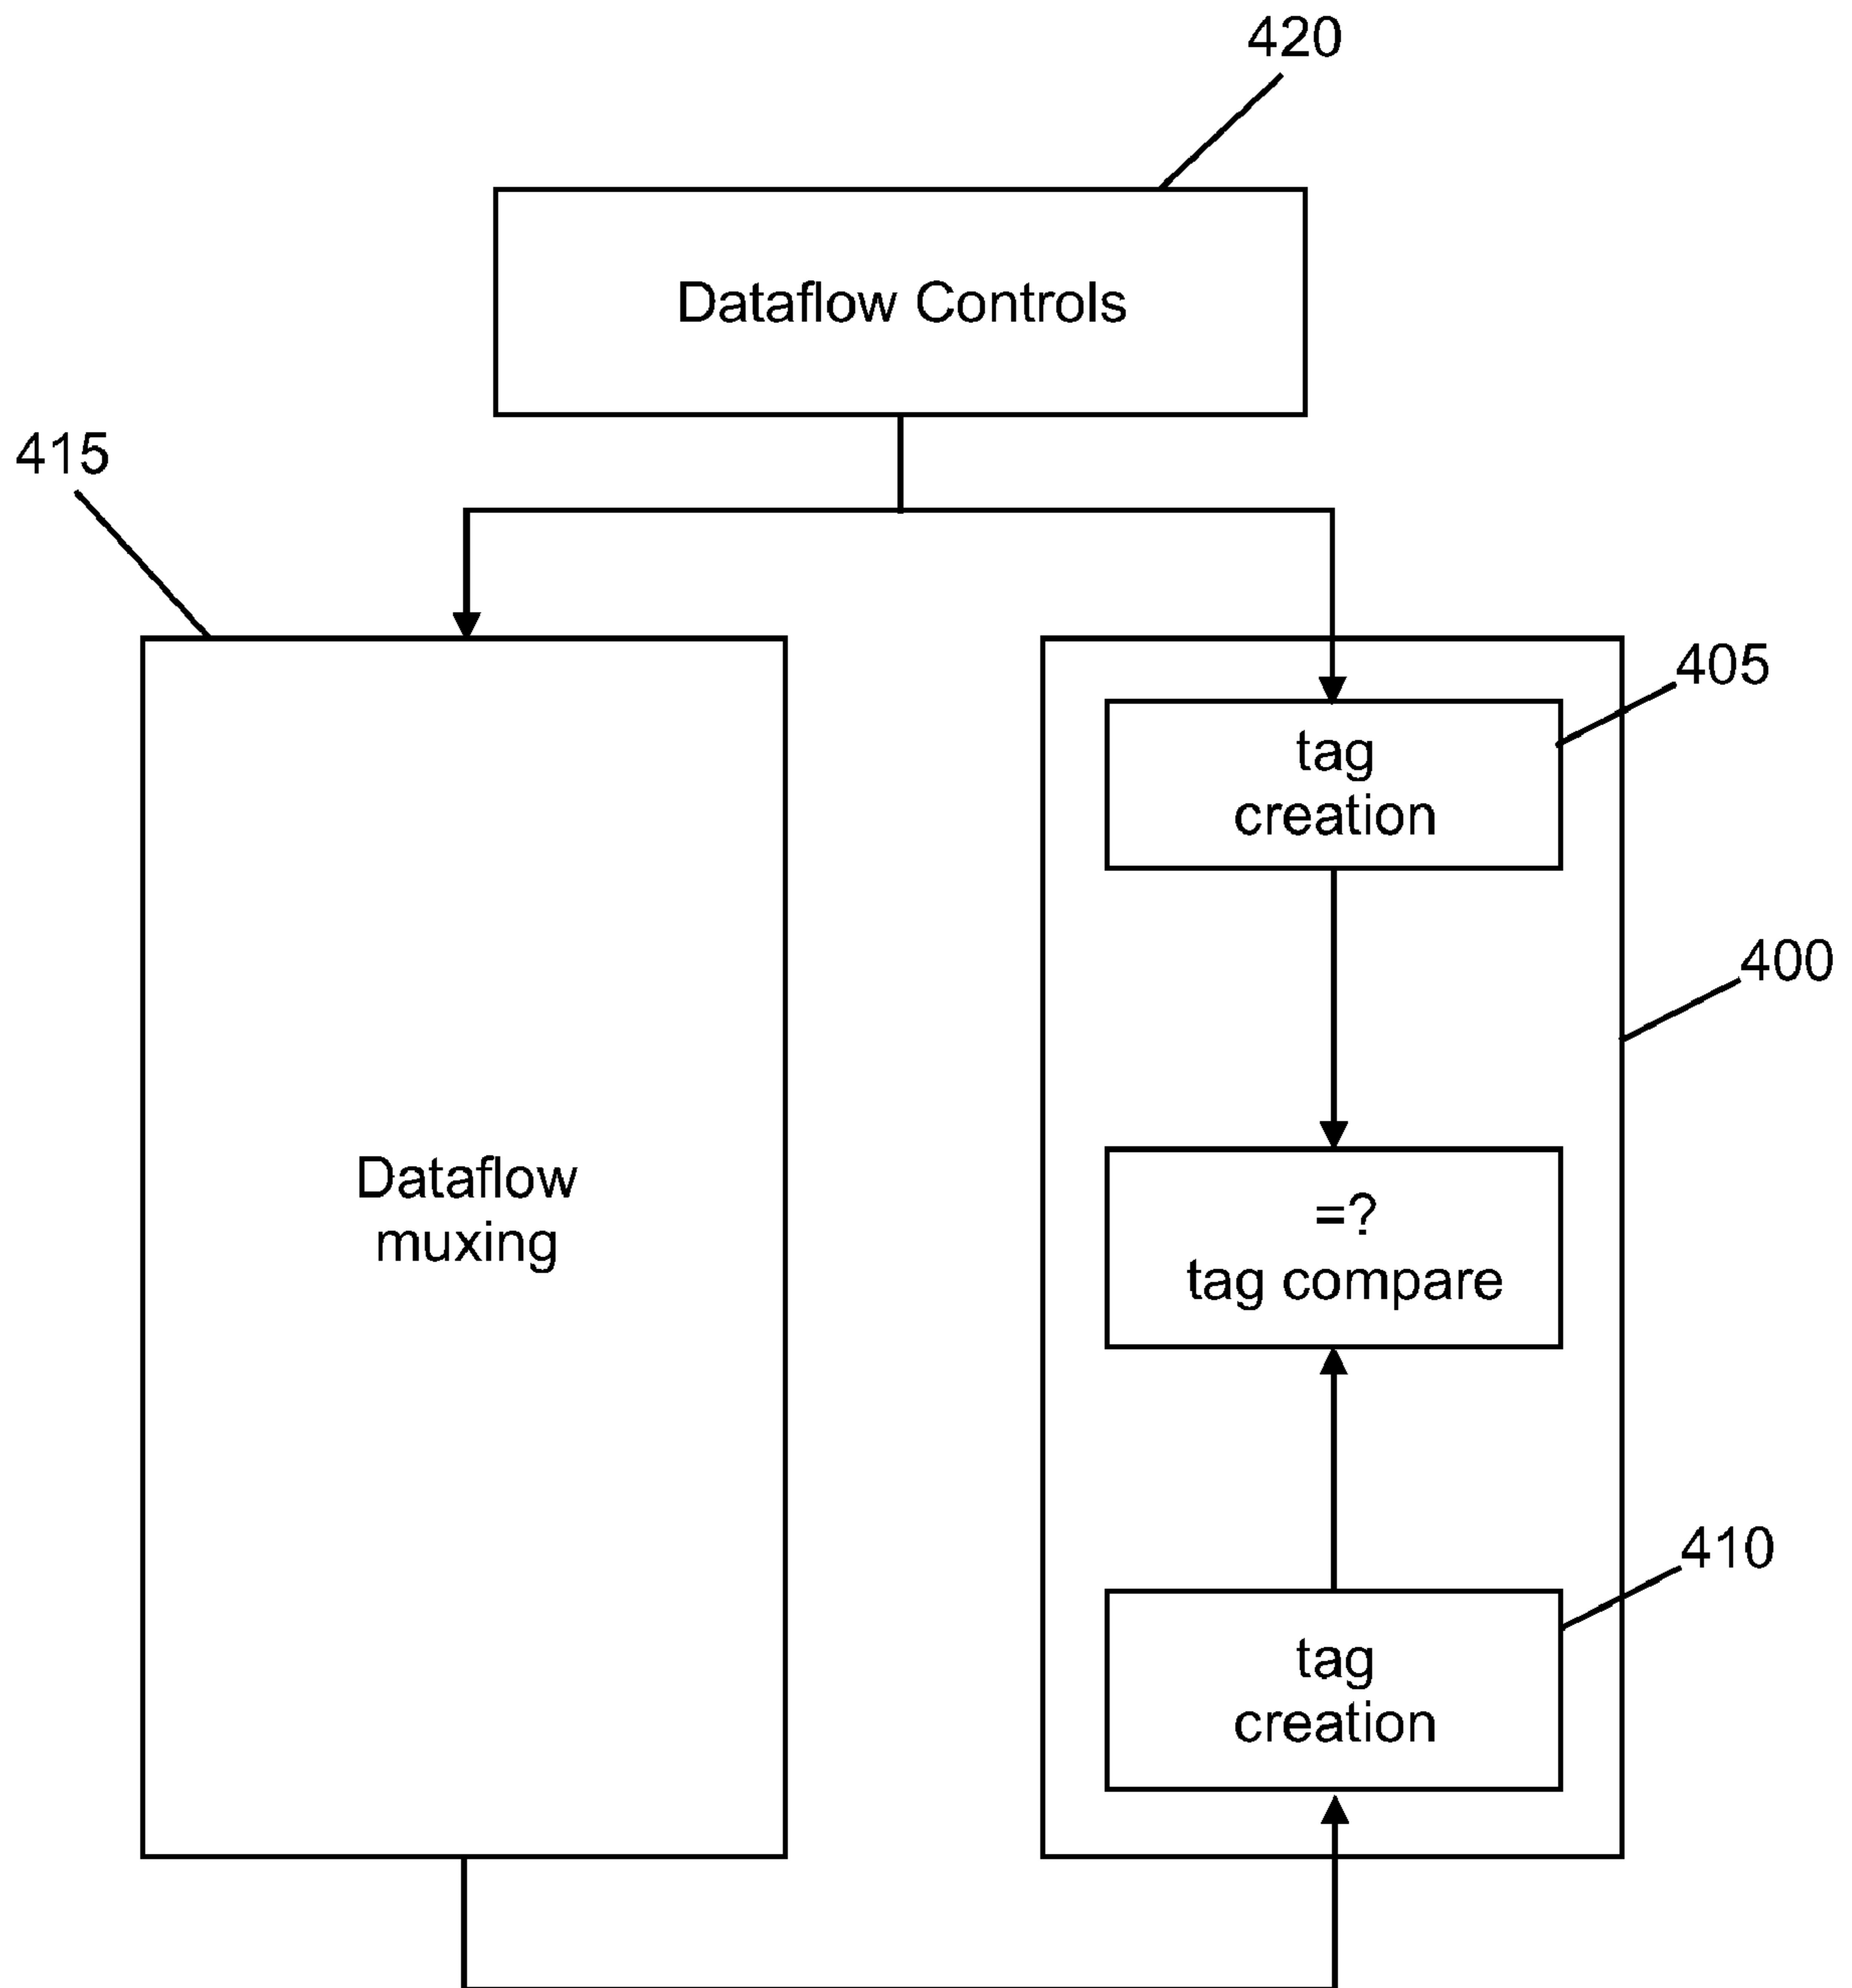 420
Dataflow Controls
415
405
tag
creation
400
Dataflow
muxing
=?
tag compare
410
tag
creation